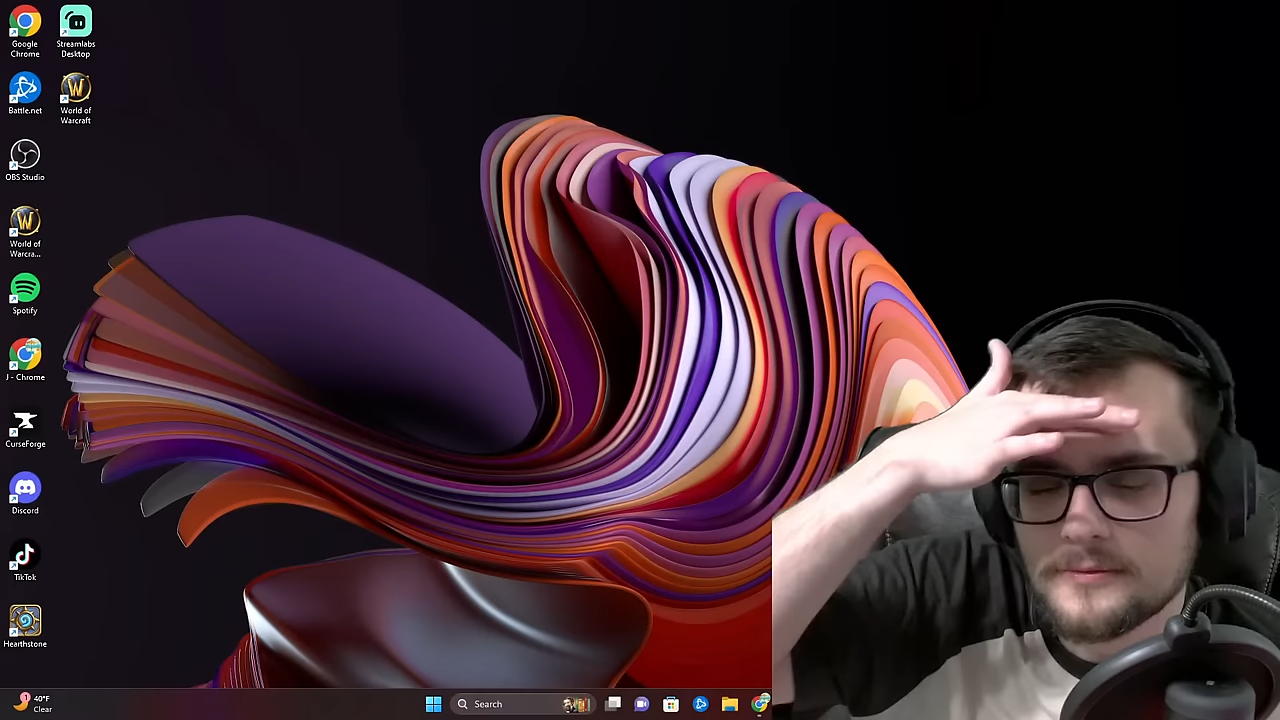 Google
Chrome
Streamlabs
Desktop
Battle.net
World of
Warcraft
OBS Studio
World of
Warcra...
Spotify
J - Chrome
CurseForge
Discord
TikTok
Hearthstone
1
40°F
Clear
Search